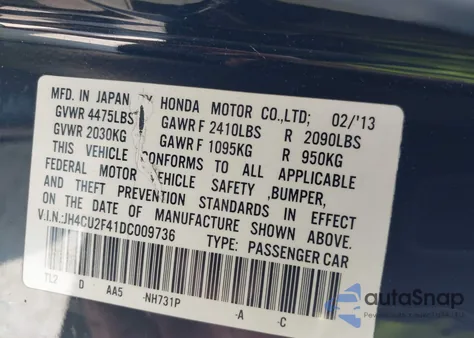 MFD. IN JAPAN BY HONDA MOTOR CO.,LTD; 02/'13
GVWR 4475LBS GAWR F 2410LBS R 2090LBS
GVWR 2030KG GAWR F 1095KG R 950KG
THIS VEHICLE CONFORMS TO ALL APPLICABLE
FEDERAL MOTOR VEHICLE SAFETY ,BUMPER,
AND THEFT PREVENTION STANDARDS IN EFFECT
ON THE DATE OF MANUFACTURE SHOWN ABOVE.
V.I.N:JH4CU2F41DC009736 TYPE: PASSENGER CAR
TL2 D AA5 -NH731P -A -C
autoSnap